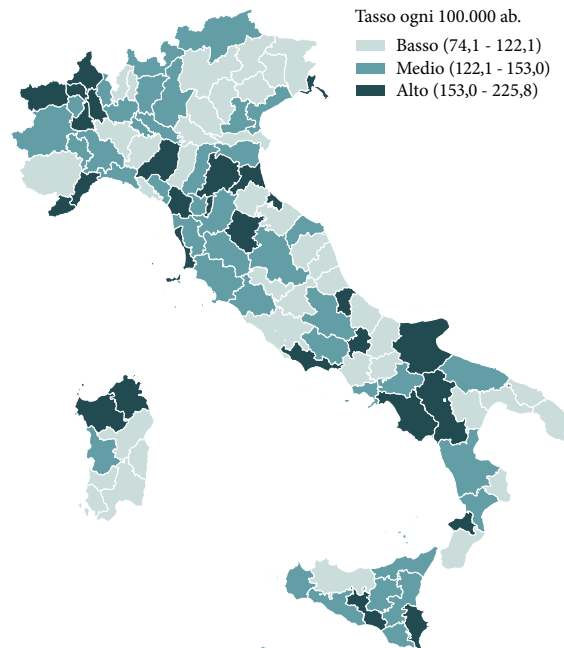 Tasso ogni 100.000 ab.
Basso (74,1 - 122,1)
Medio (122,1 - 153,0)
Alto (153,0 - 225,8)